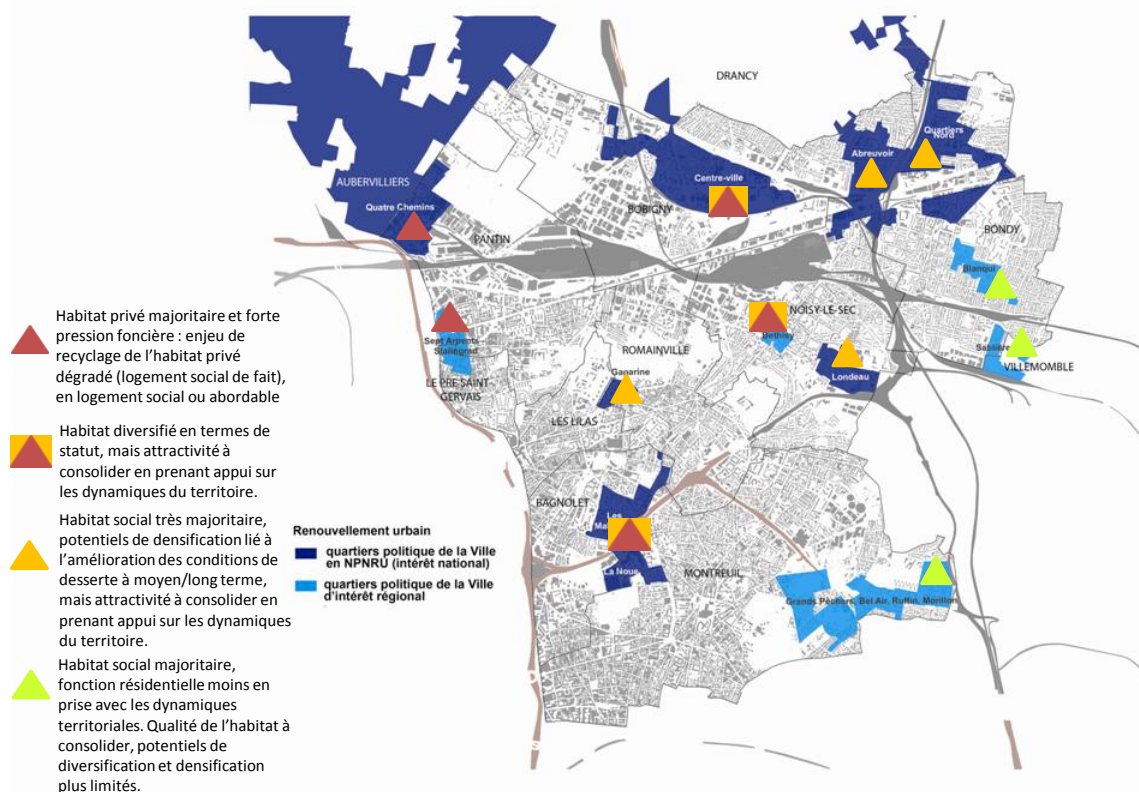 Habitat privé majoritaire et forte
pression foncière : enjeu de
recyclage de l’habitat privé
dégradé (logement social de fait),
en logement social ou abordable
Habitat diversifié en termes de
statut, mais attractivité à
consolider en prenant appui sur
les dynamiques du territoire.
Habitat social très majoritaire,
potentiels de densification lié à
l’amélioration des conditions de
desserte à moyen/long terme,
mais attractivité à consolider en
prenant appui sur les dynamiques
du territoire.
Habitat social majoritaire,
fonction résidentielle moins en
prise avec les dynamiques
territoriales. Qualité de l’habitat à
consolider, potentiels de
diversification et densification
plus limités.
Renouvellement urbain
quartiers politique de la Ville
en NPNRU (intérêt national)
quartiers politique de la Ville
d'intérêt régional
DRANCY
Quartiers
Nord
Abreuvoir
Centre-ville
AUBERVILLIERS
Quatre Chemins
BOBIGNY
PANTIN
BONDY
Blanqui
NOISY-LE-SEC
Béthisy
Sept Arpents -
Stalingrad
ROMAINVILLE
Gagarine
Londeau
VILLEMOMBLE
LE PRE SAINT-
GERVAIS
LES LILAS
BAGNOLET
Les
La Noue
MONTREUIL
Grands Pêchers, Bel Air, Ruffin, Morillon